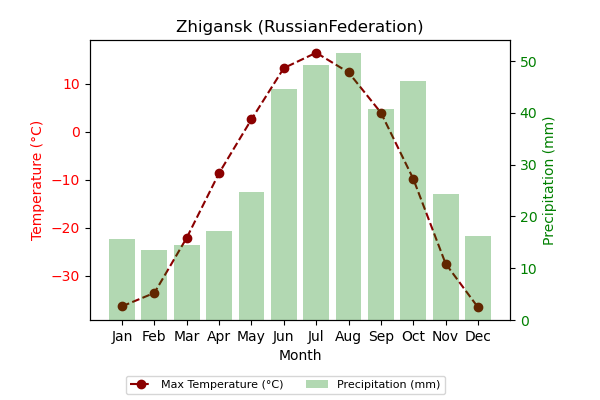 Zhigansk (RussianFederation)
Temperature (°C)
10
0
−10
−20
−30
50
40
30
20
10
0
Precipitation (mm)
Jan Feb Mar Apr May Jun Jul Aug Sep Oct Nov Dec
Month
Max Temperature (°C) Precipitation (mm)